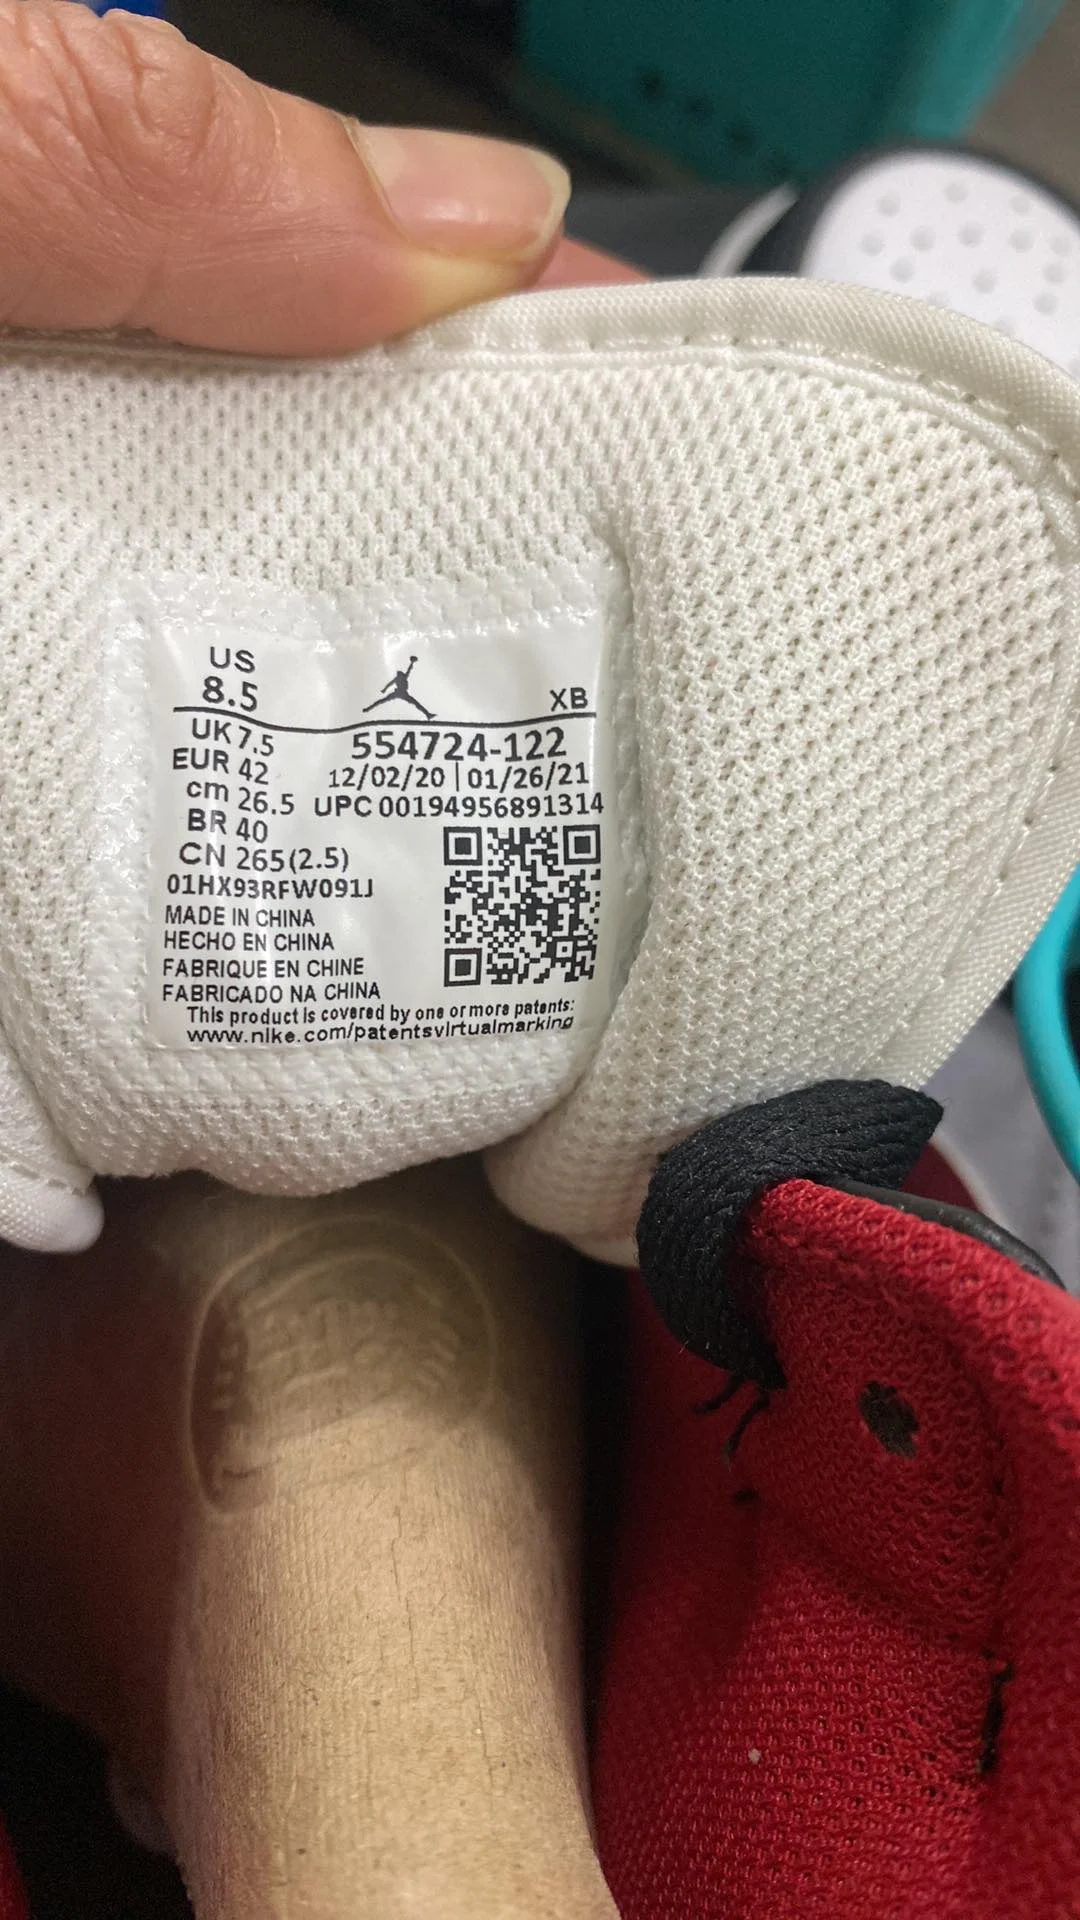 US
8.5
XB
UK 7.5
EUR 42
cm 26.5
BR 40
CN 265(2.5)
554724-122
12/02/20 | 01/26/21
UPC 00194956891314
01HX93RFW091J
MADE IN CHINA
HECHO EN CHINA
FABRIQUE EN CHINE
FABRICADO NA CHINA
This product is covered by one or more patents:
www.nike.com/patentsvirtualmarking